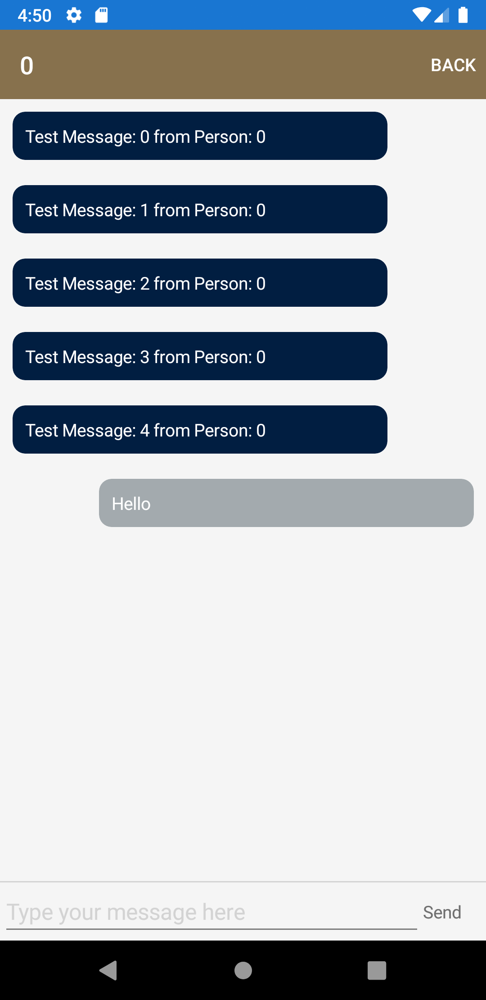 4:50
0 BACK
Test Message: 0 from Person: 0
Test Message: 1 from Person: 0
Test Message: 2 from Person: 0
Test Message: 3 from Person: 0
Test Message: 4 from Person: 0
Hello
Type your message here Send